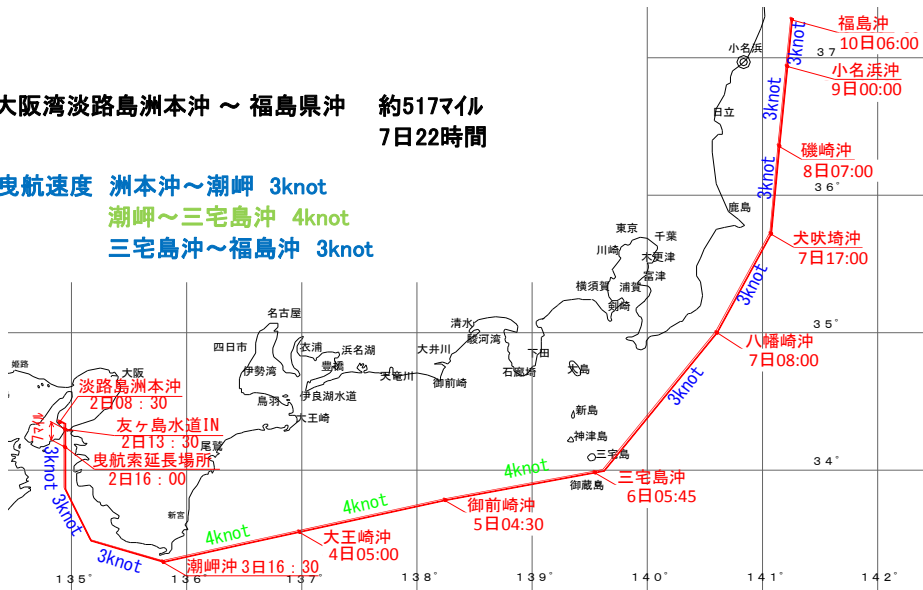 大阪湾淡路島洲本沖 ～ 福島県沖 約517マイル
7日22時間
曳航速度 洲本沖～潮岬 3knot
潮岬～三宅島沖 4knot
三宅島沖～福島沖 3knot
福島沖
10日06:00
小名浜
37
3knot
小名浜沖
9日00:00
3knot
日立
磯崎沖
8日07:00
3knot
36°
鹿島
犬吠埼沖
7日17:00
東京
千葉
川崎
木更津
富津
横須賀
浦賀
剣崎
3knot
名古屋
清水
駿河湾
35°
八幡崎沖
7日08:00
四日市
衣浦
浜名湖
大井川
下田
伊勢湾
豊橋
天竜川
御前崎
石廊埼
大島
姫路
大阪
淡路島洲本沖
2日08：30
鳥羽
伊良湖水道
大王崎
3knot
新島
7マイル
友ヶ島水道IN
2日13：30
尾鷲
神津島
曳航索延長場所
2日16：00
3knot
三宅島
34°
4knot
御蔵島
三宅島沖
6日05:45
3knot
新宮
4knot
御前崎沖
5日04:30
4knot
大王崎沖
4日05:00
3knot
潮岬沖 3日16：30
135°
136°
137°
138°
139°
140°
141°
142°